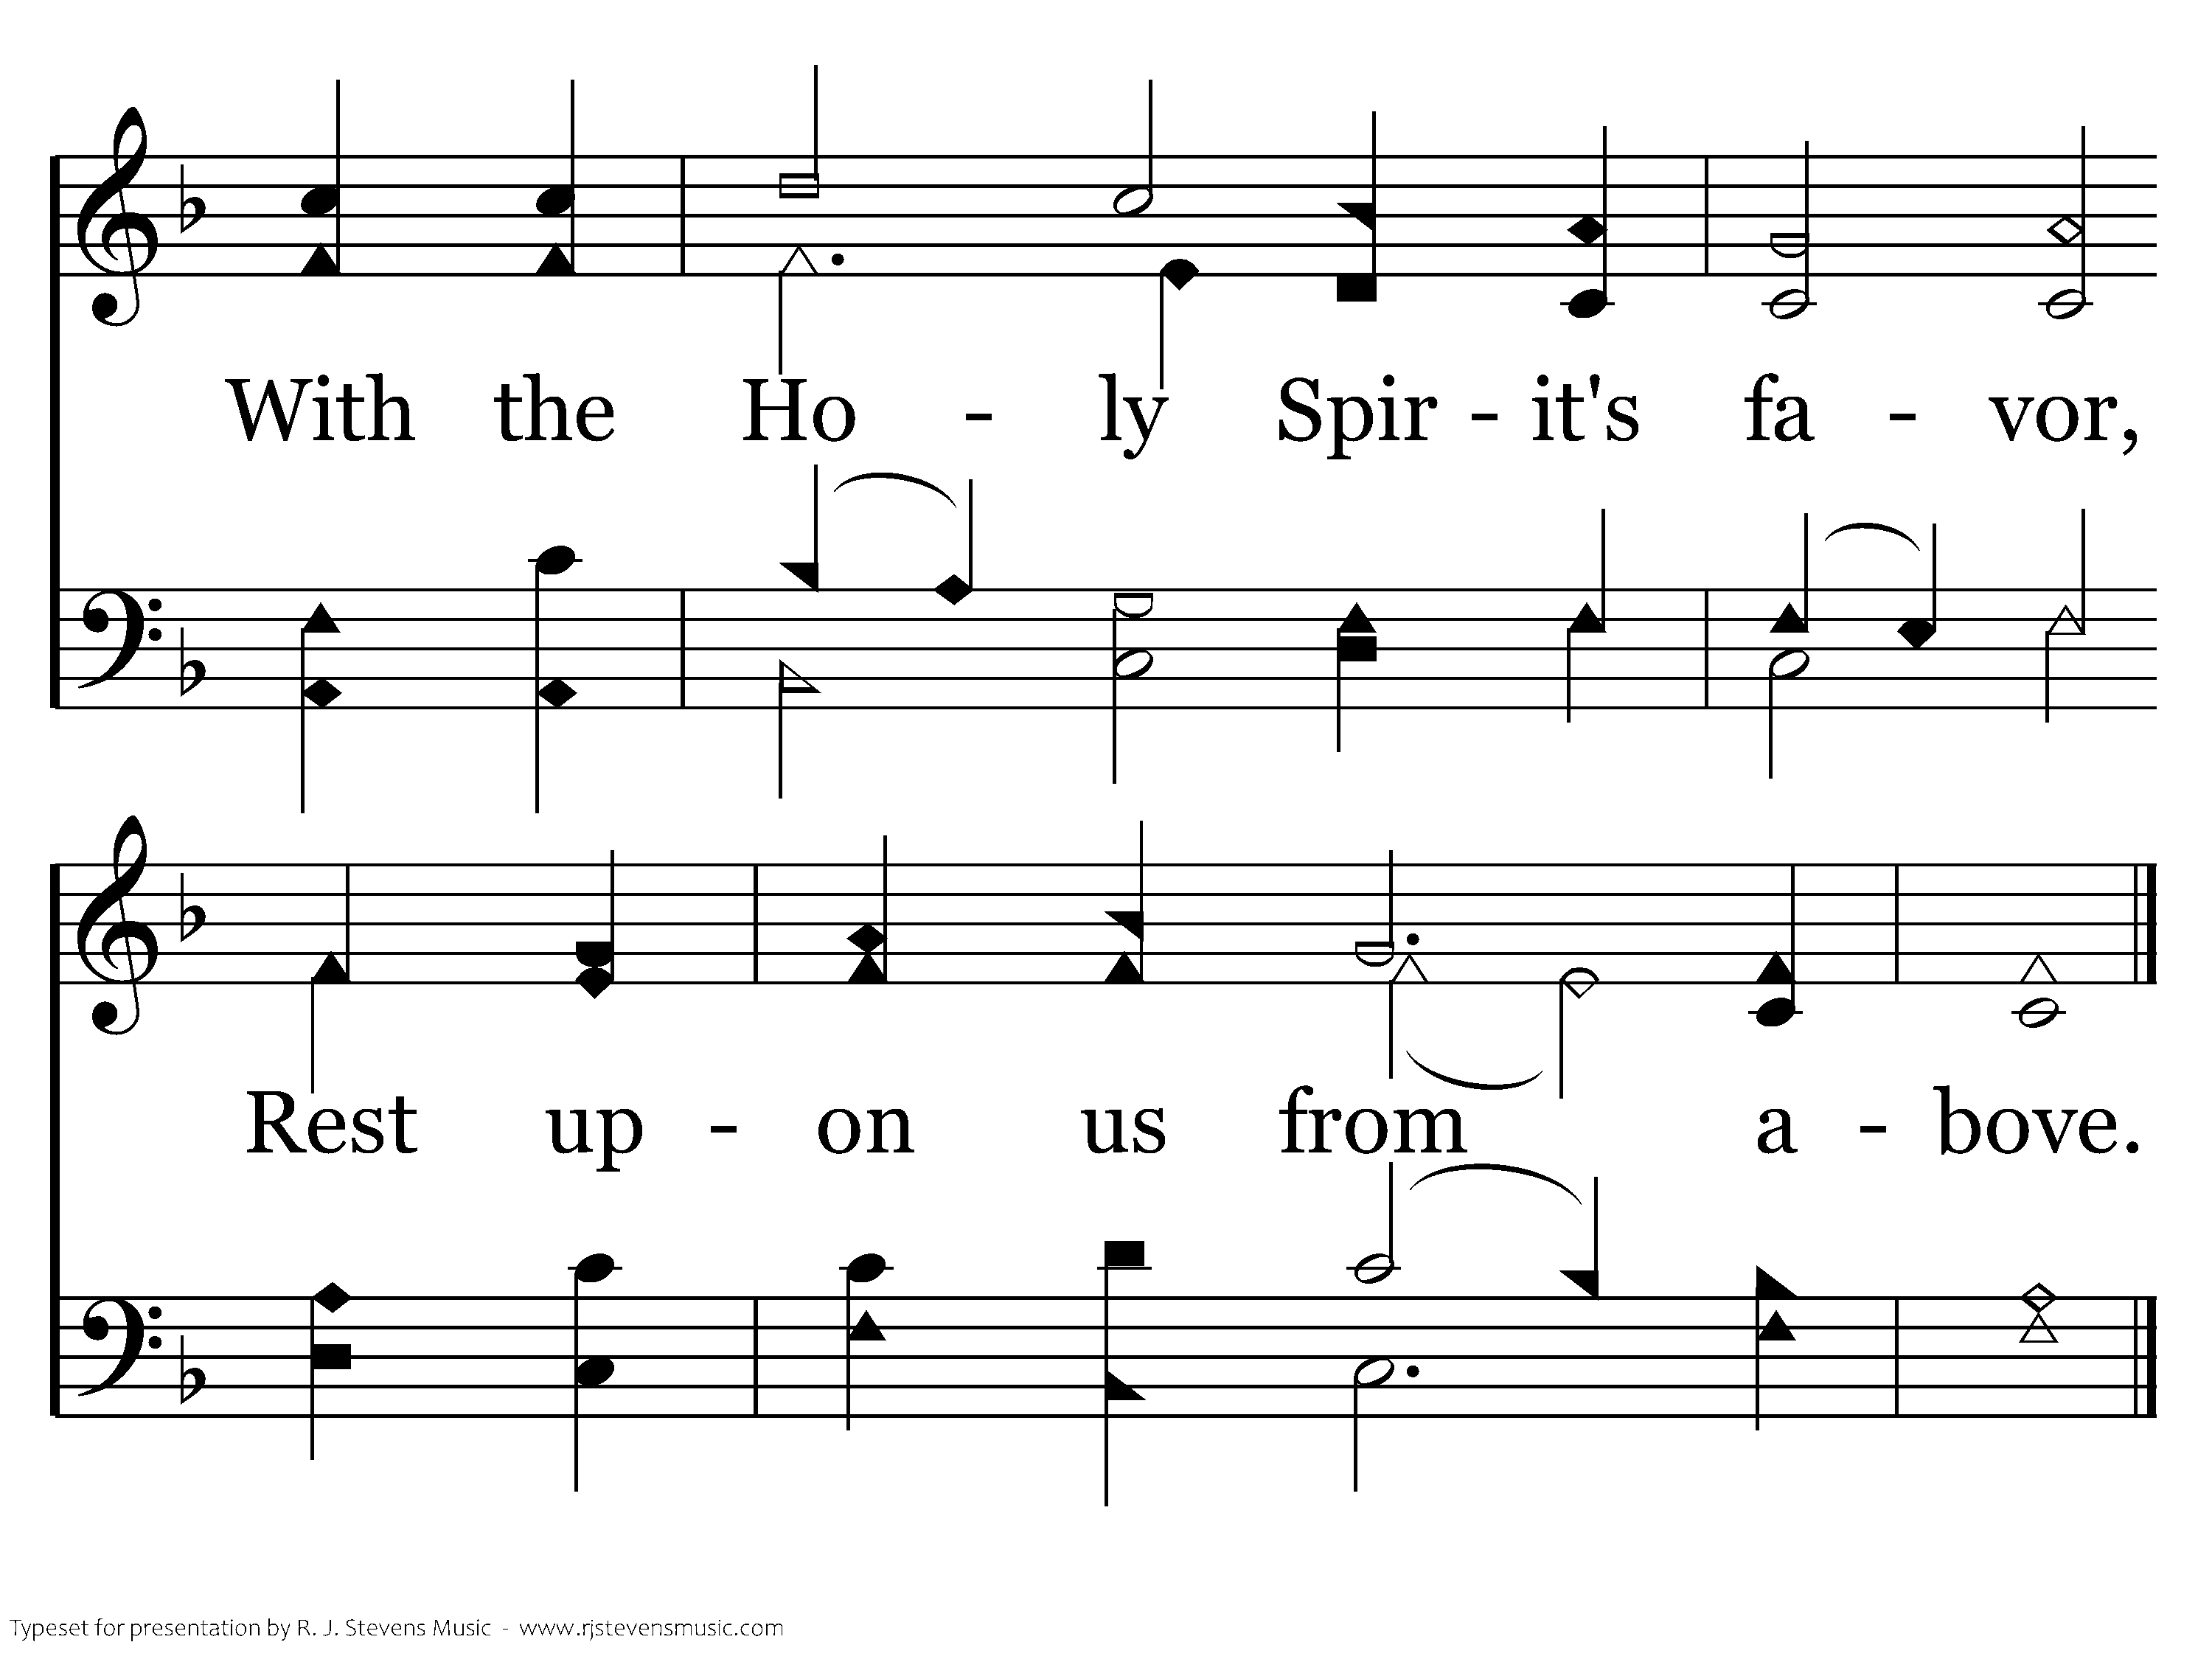 With the Ho - ly Spir - it's fa - vor,
Rest up - on us from a - bove.
Typeset for presentation by R. J. Stevens Music - www.rjstevensmusic.com